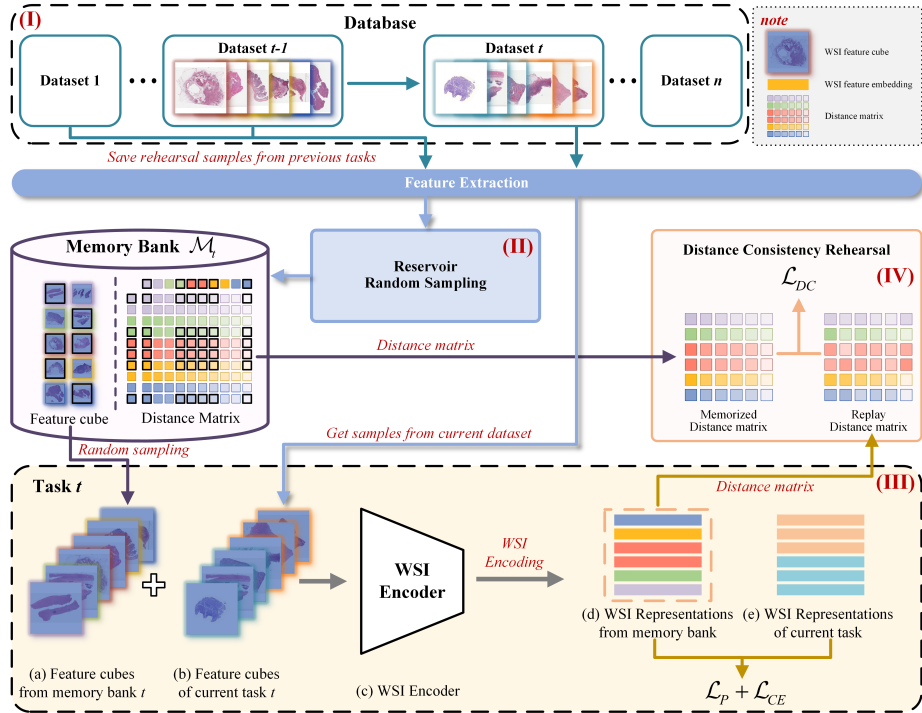 (I)
Database
Dataset 1
Dataset t-1
Dataset t
Dataset n
note
WSI feature cube
WSI feature embedding
Distance matrix
Save rehearsal samples from previous tasks
Feature Extraction
Memory Bank ℳt
Feature cube
Distance Matrix
(II)
Reservoir
Random Sampling
Distance matrix
Distance Consistency Rehearsal
(IV)
ℒDC
Memorized
Distance matrix
Replay
Distance matrix
Random sampling
Get samples from current dataset
Task t
(III)
Distance matrix
WSI
Encoder
WSI
Encoding
(a) Feature cubes
from memory bank t
(b) Feature cubes
of current task t
(c) WSI Encoder
(d) WSI Representations
from memory bank
(e) WSI Representations
of current task
ℒP + ℒCE